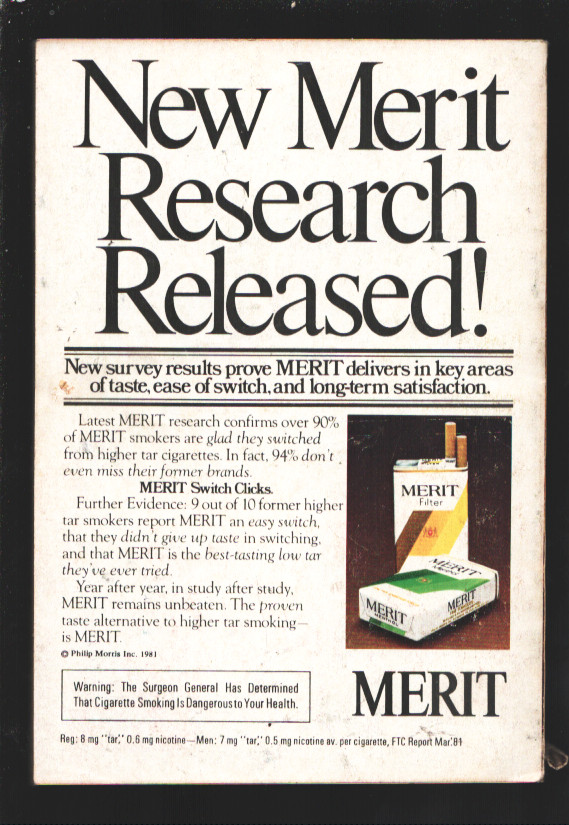 New Merit
Research
Released!
New survey results prove MERIT delivers in key areas
of taste, ease of switch, and long-term satisfaction.
Latest MERIT research confirms over 90%
of MERIT smokers are glad they switched
from higher tar cigarettes. In fact, 94% don't
even miss their former brands.
MERIT Switch Clicks.
Further Evidence: 9 out of 10 former higher
tar smokers report MERIT an easy switch,
that they didn't give up taste in switching,
and that MERIT is the best-tasting low tar
they've ever tried.
Year after year, in study after study,
MERIT remains unbeaten. The proven
taste alternative to higher tar smoking—
is MERIT.
© Philip Morris Inc. 1981
MERIT
Filter
MERIT
Menthol
MERIT
MERIT
MERIT
Warning: The Surgeon General Has Determined
That Cigarette Smoking Is Dangerous to Your Health.
Reg: 8 mg "tar," 0.6 mg nicotine—Men: 7 mg "tar," 0.5 mg nicotine av. per cigarette, FTC Report Mar.'81